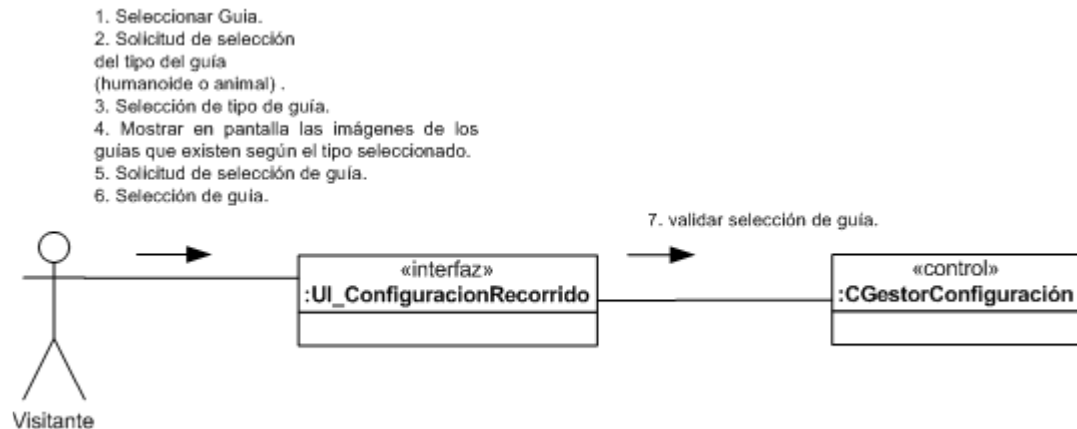 1. Seleccionar Guia.
2. Solicitud de selección
del tipo del guía
(humanoide o animal) .
3. Selección de tipo de guía.
4. Mostrar en pantalla las imágenes de los
guías que existen según el tipo seleccionado.
5. Solicitud de selección de guía.
6. Selección de guía.
7. validar selección de guía.
«interfaz»
:UI_ConfiguracionRecorrido
«control»
:CGestorConfiguración
Visitante